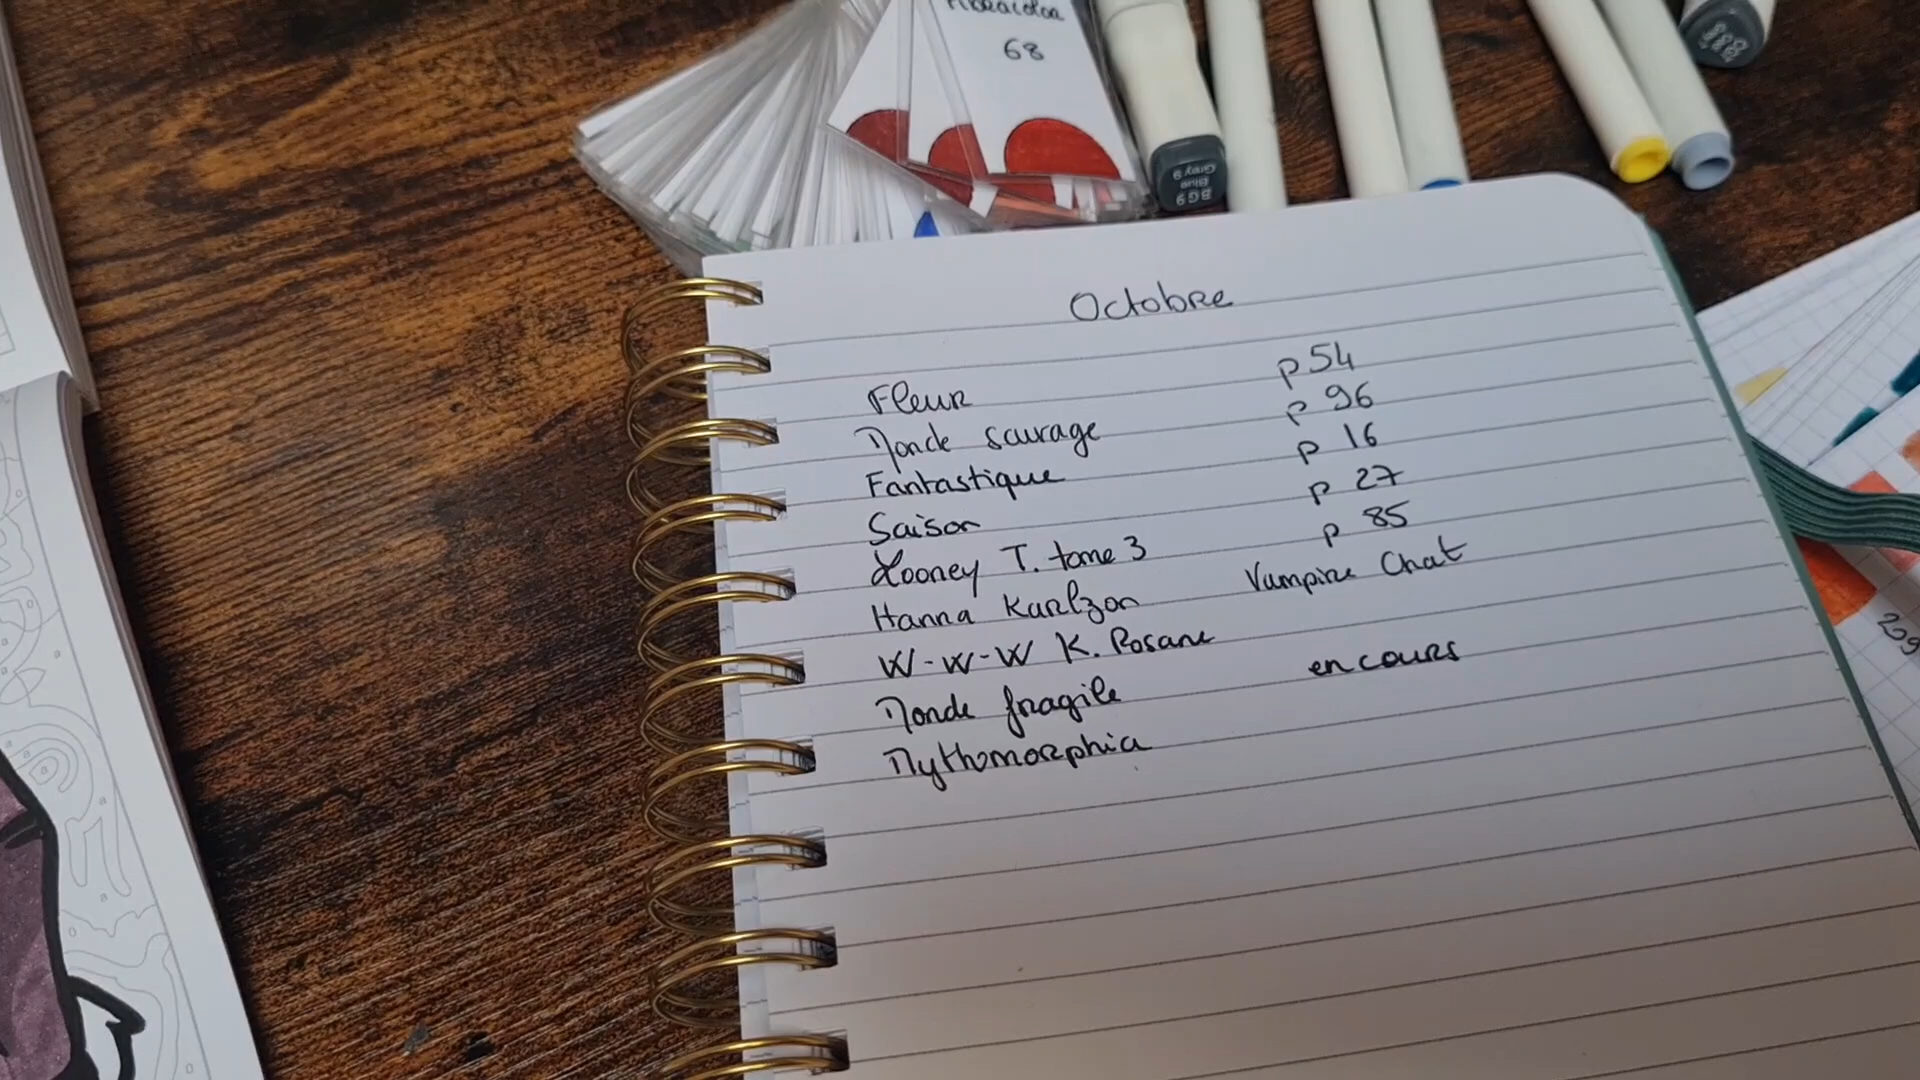 68
BG9
Blue
Grey 9
Octobre
Fleur p 54
Monde sauvage p 96
Fantastique p 16
Saison p 27
Looney T. tome 3 p 85
Hanna Karlzon Vampire Chat
W-W-W K. Rosane
Monde fragile en cours
Mythomorphia